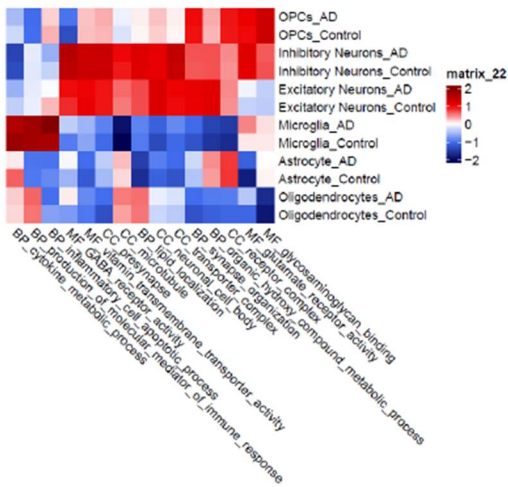 OPCs_AD
OPCs_Control
Inhibitory Neurons_AD
Inhibitory Neurons_Control
Excitatory Neurons_AD
Excitatory Neurons_Control
Microglia_AD
Microglia_Control
Astrocyte_AD
Astrocyte_Control
Oligodendrocytes_AD
Oligodendrocytes_Control
matrix_22
2
1
0
−1
−2
BP_cytokine_metabolic_process
BP_production_of_molecular_mediator_of_immune_response
BP_inflammatory_cell_apoptotic_process
MF_GABA_receptor_activity
MF_vitamin_transmembrane_transporter_activity
CC_presynapse
CC_microtubule
BP_lipid_localization
CC_neuronal_cell_body
CC_transporter_complex
BP_synapse_organization
BP_organic_hydroxy_compound_metabolic_process
CC_receptor_complex
MF_glutamate_receptor_activity
MF_glycosaminoglycan_binding